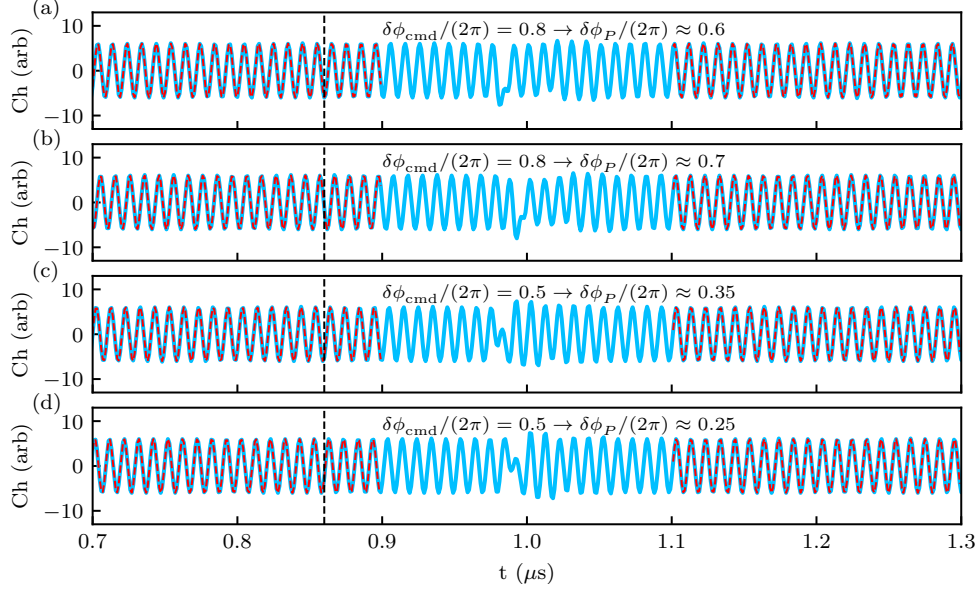 (a)
δϕcmd/(2π) = 0.8 → δϕP/(2π) ≈ 0.6
Ch (arb)
10
0
−10
(b)
δϕcmd/(2π) = 0.8 → δϕP/(2π) ≈ 0.7
Ch (arb)
10
0
−10
(c)
δϕcmd/(2π) = 0.5 → δϕP/(2π) ≈ 0.35
Ch (arb)
10
0
−10
(d)
δϕcmd/(2π) = 0.5 → δϕP/(2π) ≈ 0.25
Ch (arb)
10
0
−10
0.7 0.8 0.9 1.0 1.1 1.2 1.3
t (μs)